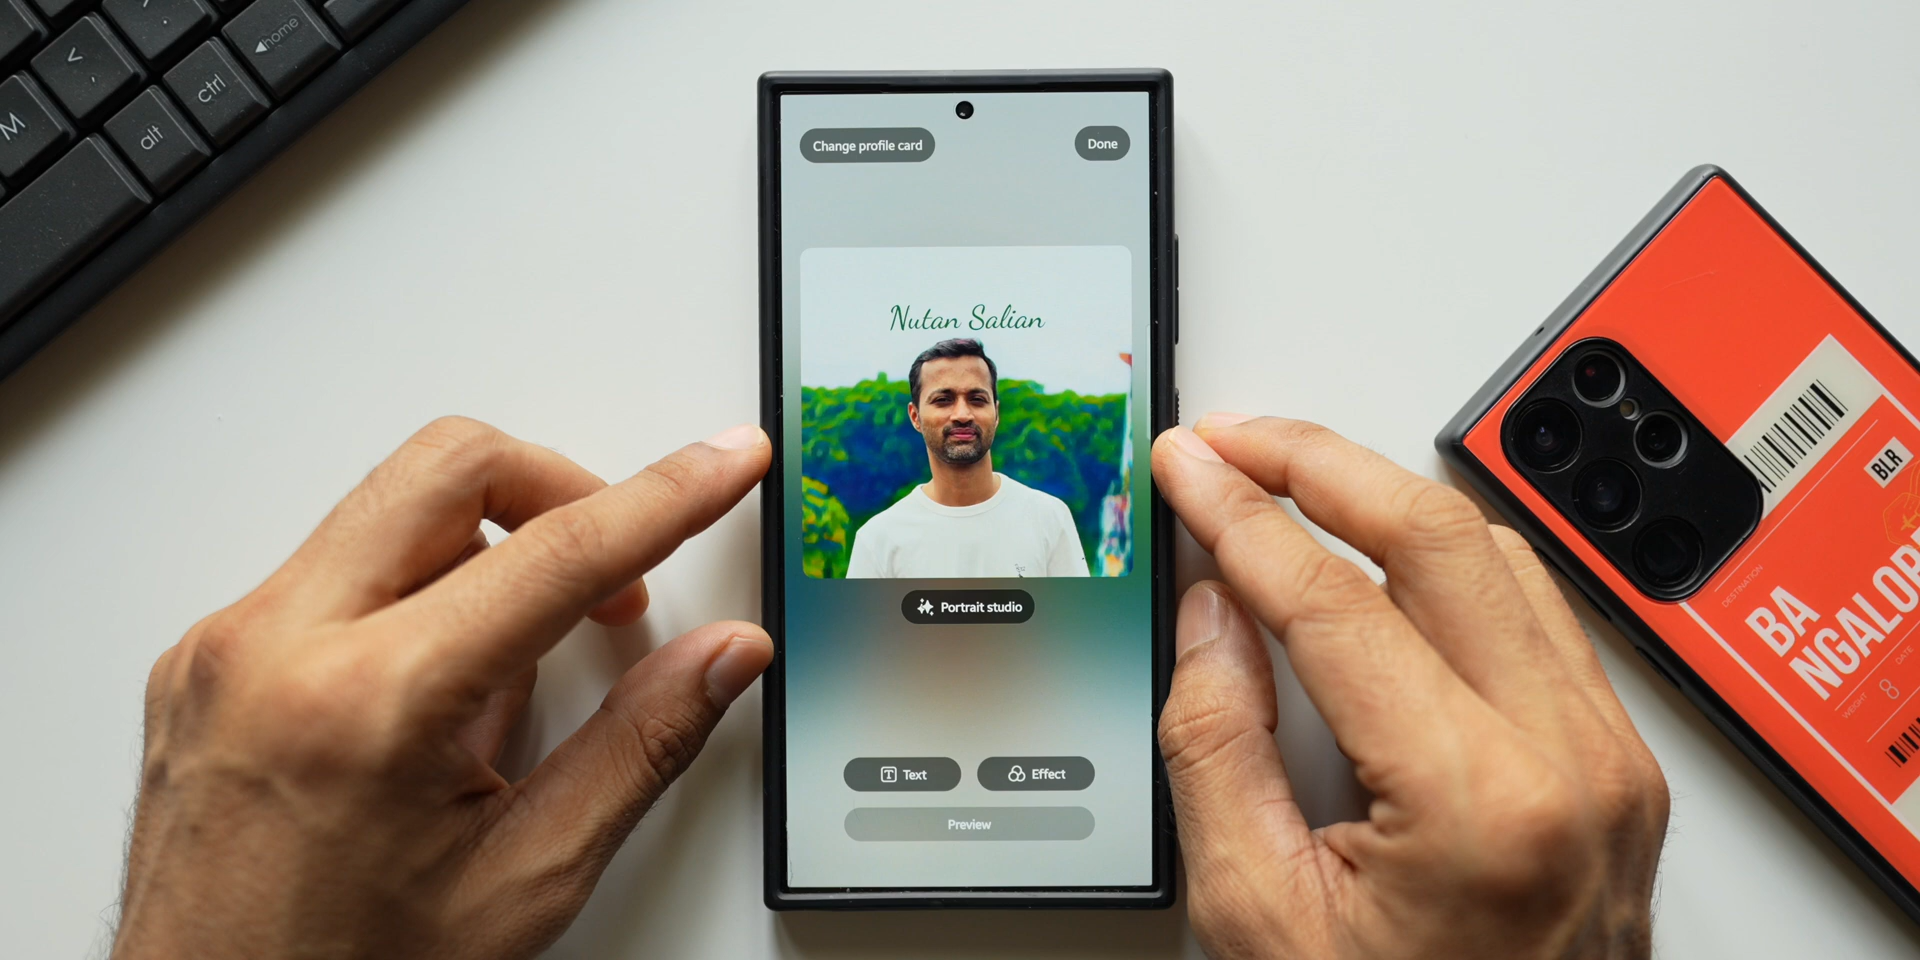 home
ctrl
alt
M
Change profile card
Done
Nutan Salian
Portrait studio
Text
Effect
Preview
BLR
DESTINATION
BA
NGALOR
DATE
WEIGHT
8